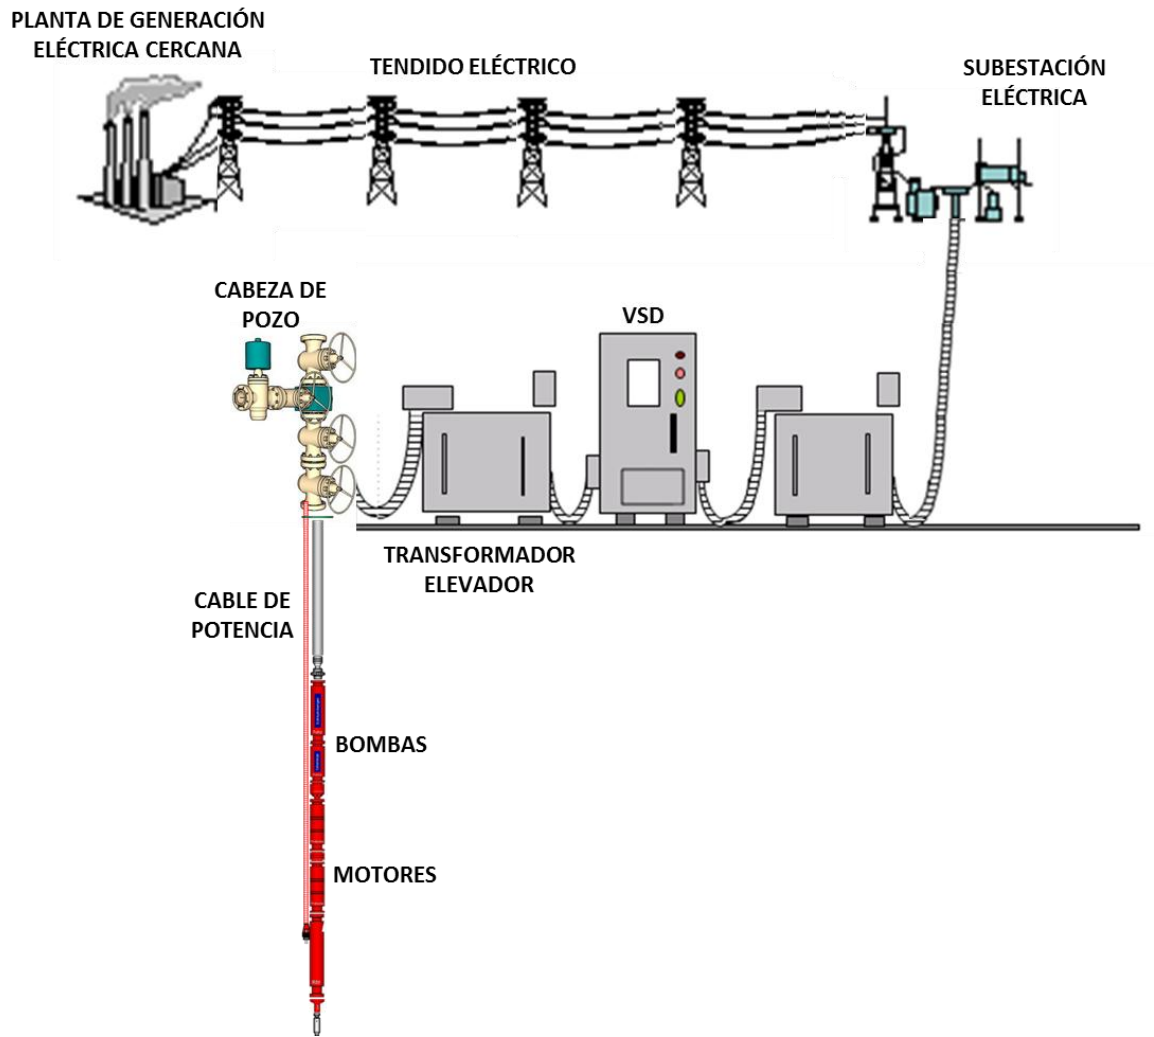 PLANTA DE GENERACIÓN
ELÉCTRICA CERCANA
TENDIDO ELÉCTRICO
SUBESTACIÓN
ELÉCTRICA
CABEZA DE
POZO
VSD
TRANSFORMADOR
ELEVADOR
CABLE DE
POTENCIA
BOMBAS
MOTORES